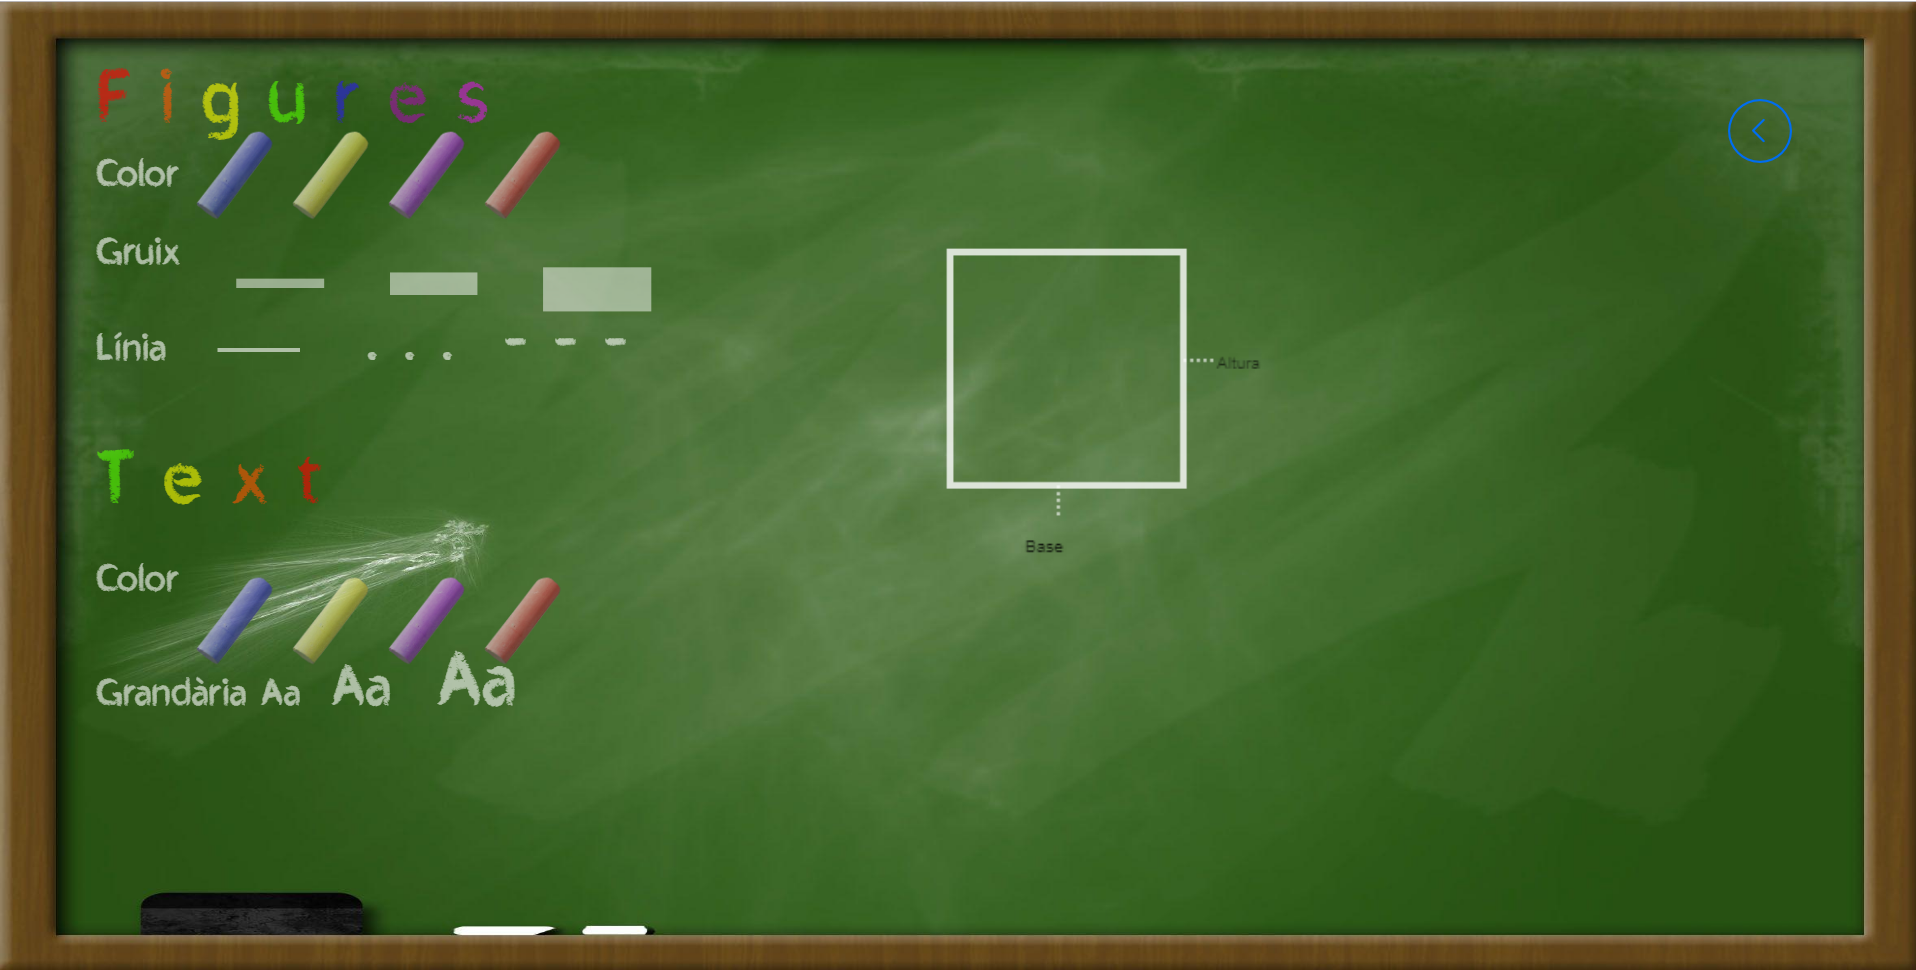 Figures
Color
Gruix
Línia
Altura
Text
Base
Color
Grandària Aa Aa Aa